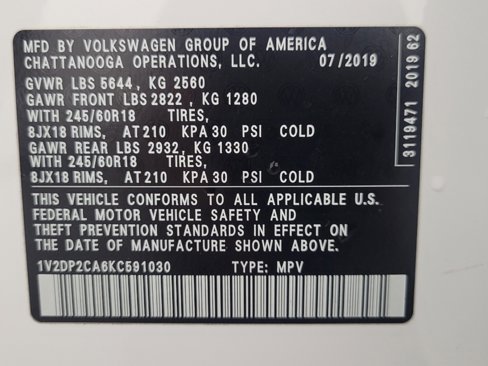 MFD BY VOLKSWAGEN GROUP OF AMERICA
CHATTANOOGA OPERATIONS, LLC. 07/2019
GVWR LBS 5644, KG 2560
GAWR FRONT LBS 2822, KG 1280
WITH 245/60R18 TIRES,
8JX18 RIMS, AT 210 KPA 30 PSI COLD
GAWR REAR LBS 2932, KG 1330
WITH 245/60R18 TIRES,
8JX18 RIMS, AT 210 KPA 30 PSI COLD
THIS VEHICLE CONFORMS TO ALL APPLICABLE U.S.
FEDERAL MOTOR VEHICLE SAFETY AND
THEFT PREVENTION STANDARDS IN EFFECT ON
THE DATE OF MANUFACTURE SHOWN ABOVE.
1V2DP2CA6KC591030 TYPE: MPV
3119471 2019 62